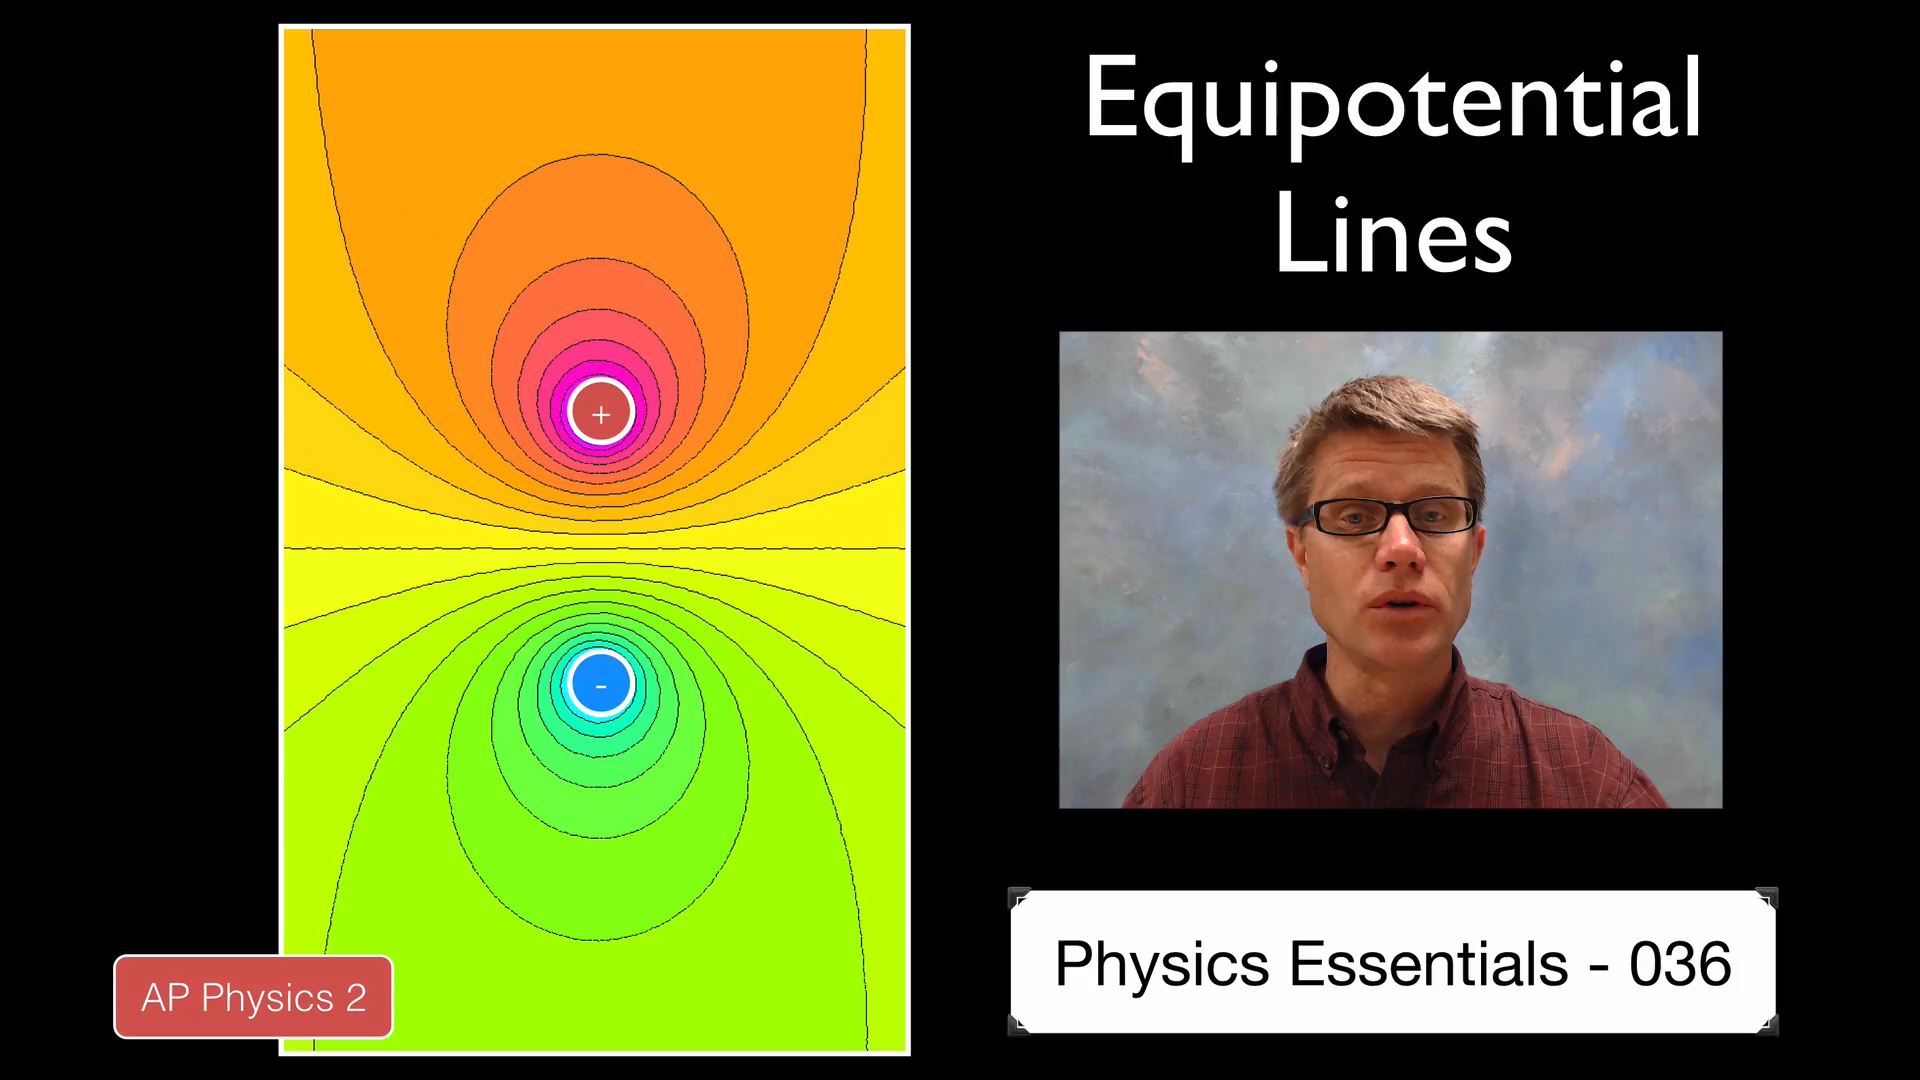 Equipotential
Lines
+
-
AP Physics 2
Physics Essentials - 036